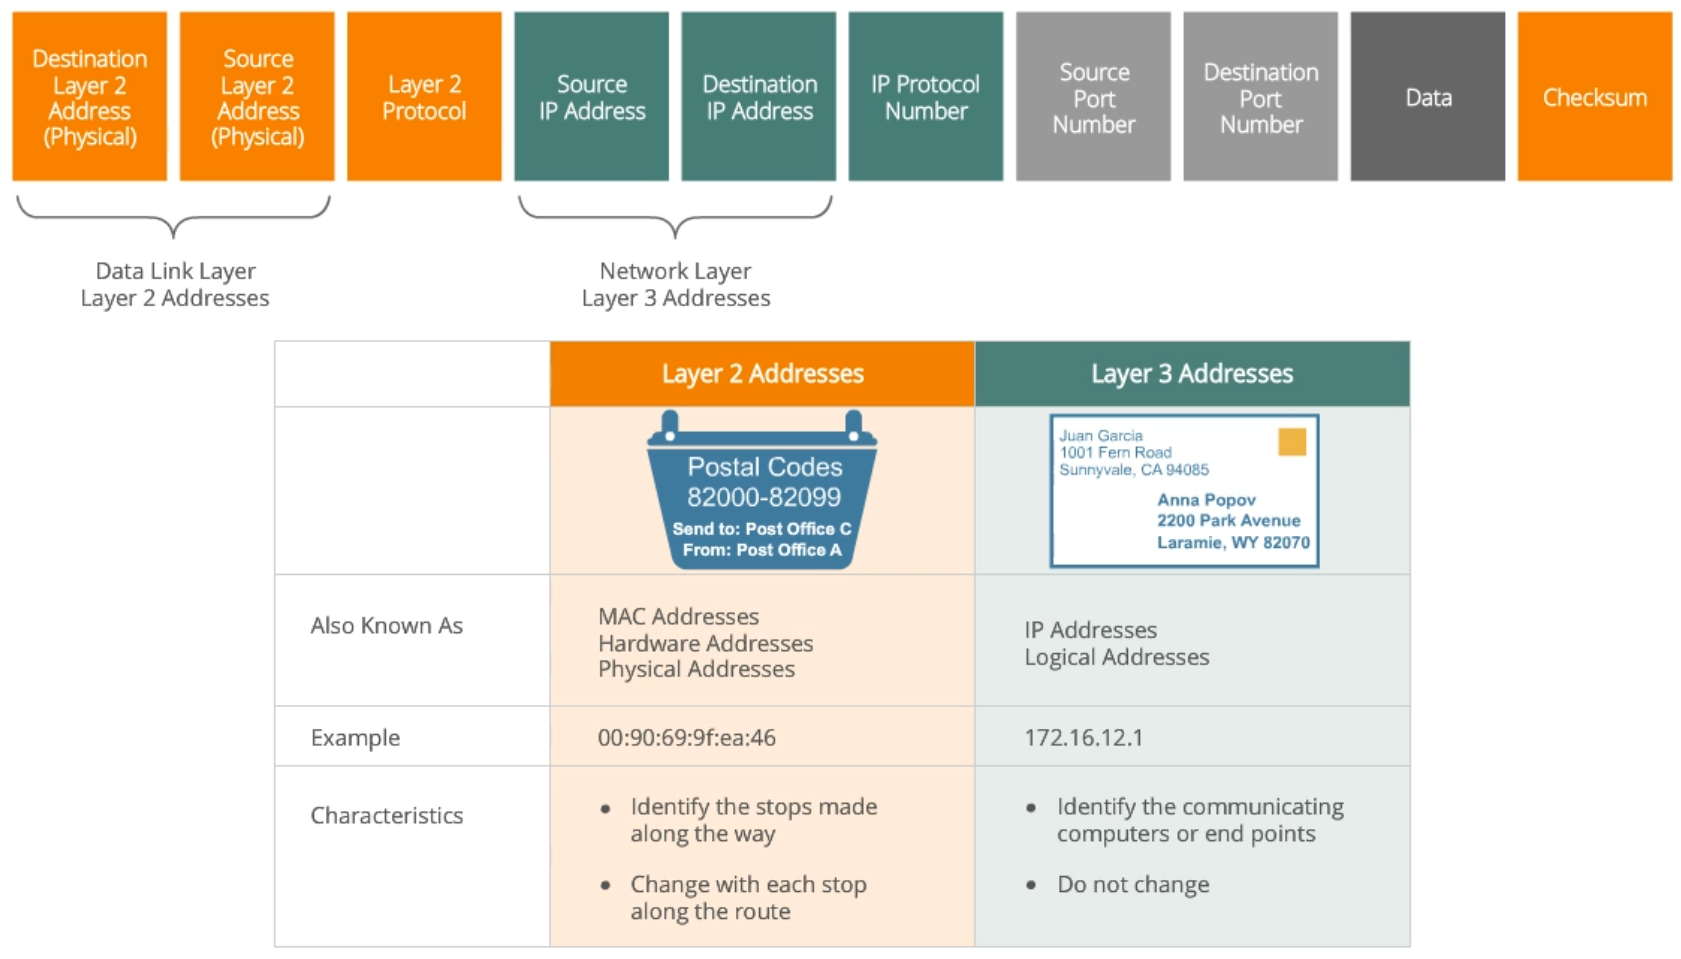 Destination
Layer 2
Address
(Physical)
Source
Layer 2
Address
(Physical)
Layer 2
Protocol
Source
IP Address
Destination
IP Address
IP Protocol
Number
Source
Port
Number
Destination
Port
Number
Data
Checksum
Data Link Layer
Layer 2 Addresses
Network Layer
Layer 3 Addresses
Layer 2 Addresses
Layer 3 Addresses
Postal Codes
82000-82099
Send to: Post Office C
From: Post Office A
Juan Garcia
1001 Fern Road
Sunnyvale, CA 94085
Anna Popov
2200 Park Avenue
Laramie, WY 82070
Also Known As
MAC Addresses
Hardware Addresses
Physical Addresses
IP Addresses
Logical Addresses
Example
00:90:69:9f:ea:46
172.16.12.1
Characteristics
• Identify the stops made
along the way
• Change with each stop
along the route
• Identify the communicating
computers or end points
• Do not change